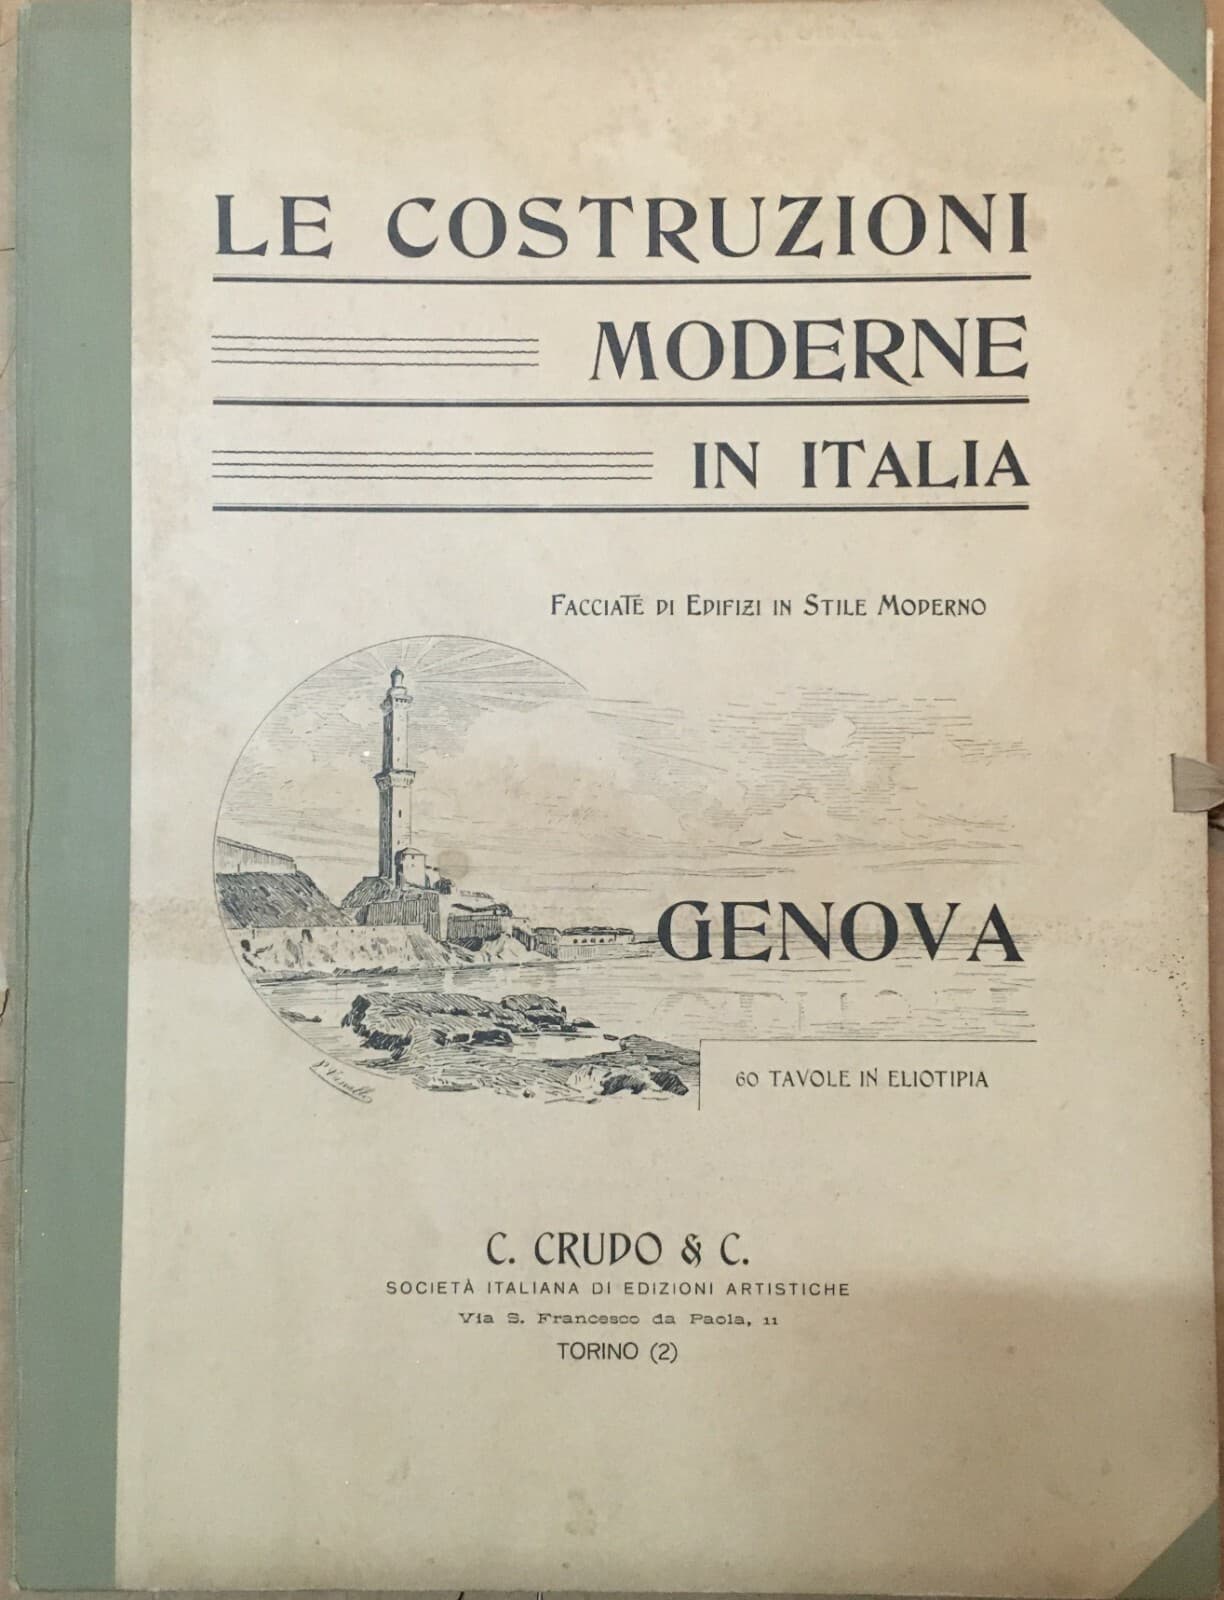 LE COSTRUZIONI
MODERNE
IN ITALIA
FACCIATE DI EDIFIZI IN STILE MODERNO
GENOVA
60 TAVOLE IN ELIOTIPIA
C. CRUDO & C.
SOCIETÀ ITALIANA DI EDIZIONI ARTISTICHE
Via S. Francesco da Paola, 11
TORINO (2)